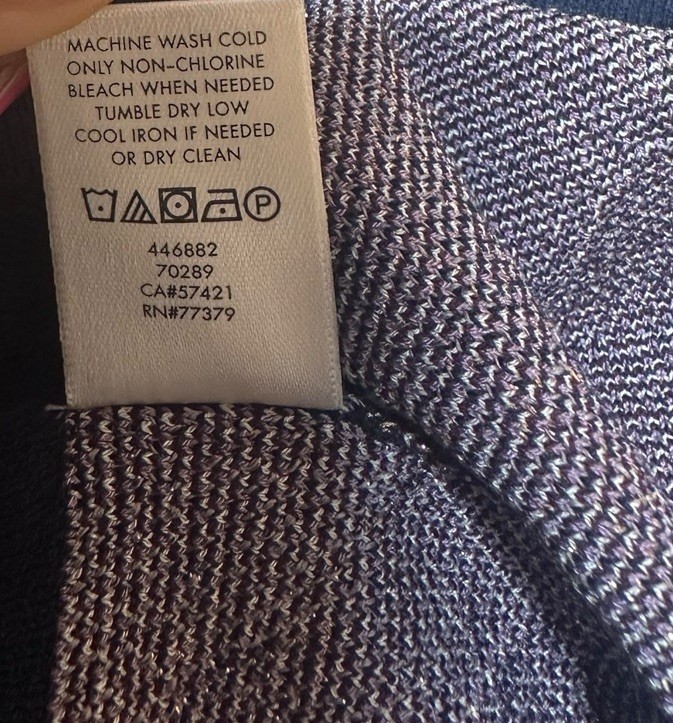 MACHINE WASH COLD
ONLY NON-CHLORINE
BLEACH WHEN NEEDED
TUMBLE DRY LOW
COOL IRON IF NEEDED
OR DRY CLEAN
P
446882
70289
CA#57421
RN#77379